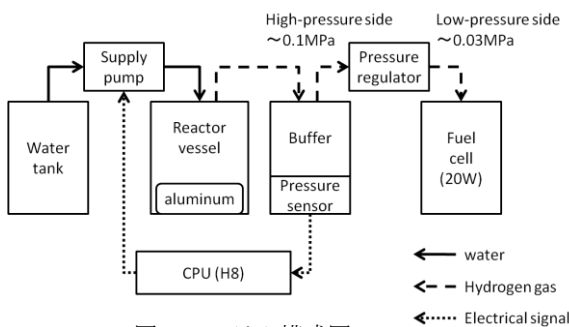 High-pressure side
～0.1MPa
Low-pressure side
～0.03MPa
Supply
pump
Pressure
regulator
Water
tank
Reactor
vessel
aluminum
Buffer
Pressure
sensor
Fuel
cell
(20W)
CPU (H8)
water
Hydrogen gas
Electrical signal